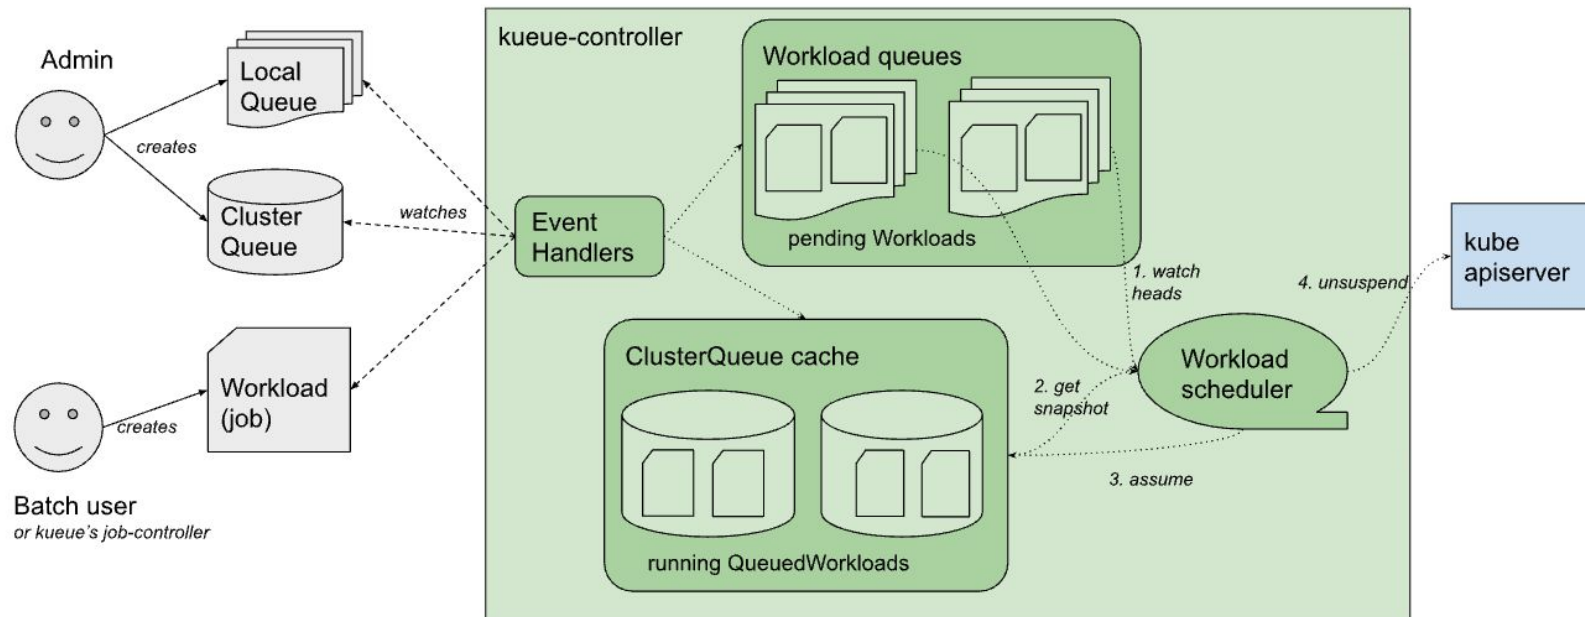 Admin
Local
Queue
creates
Cluster
Queue
watches
Workload
(job)
creates
Batch user
or kueue's job-controller
kueue-controller
Event
Handlers
Workload queues
pending Workloads
ClusterQueue cache
running QueuedWorkloads
1. watch
heads
2. get
snapshot
3. assume
Workload
scheduler
4. unsuspend
kube
apiserver